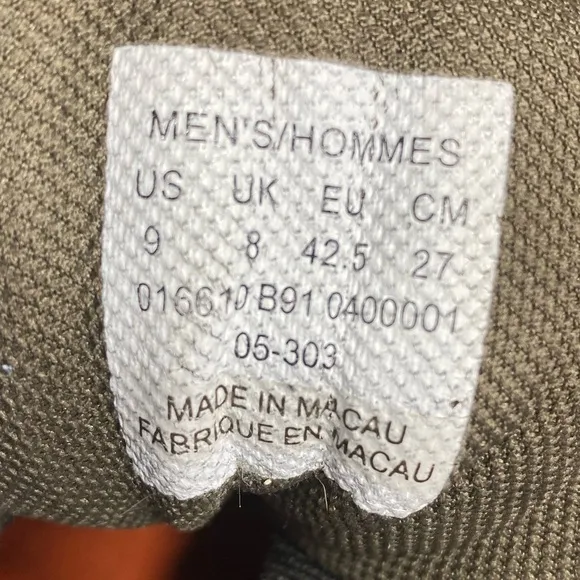 MEN'S/HOMMES
US UK EU CM
9 8 42.5 27
016610 B91 0400001
05-303
MADE IN MACAU
FABRIQUE EN MACAU